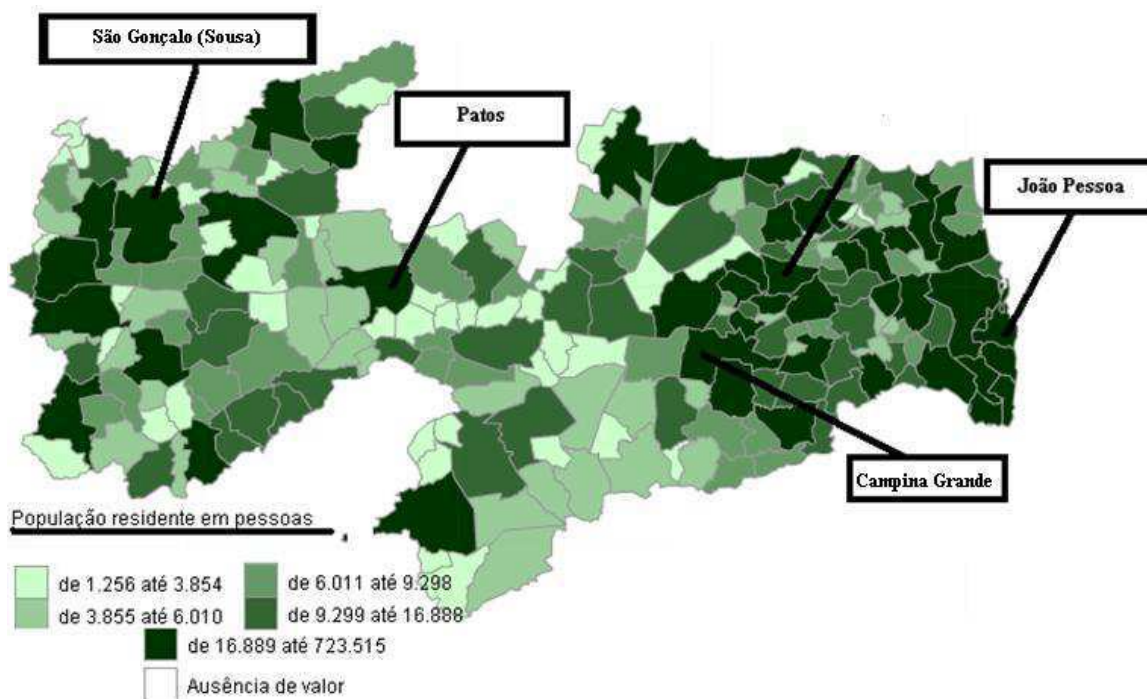 São Gonçalo (Sousa)
Patos
João Pessoa
Campina Grande
População residente em pessoas
de 1.256 até 3.854
de 6.011 até 9.298
de 3.855 até 6.010
de 9.299 até 16.888
de 16.889 até 723.515
Ausência de valor